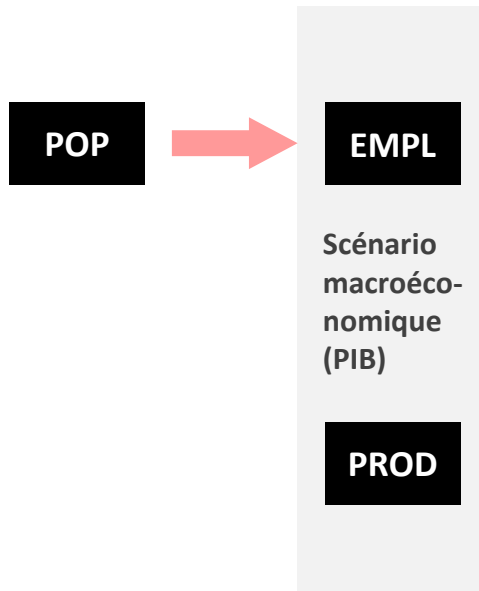 POP
EMPL
Scénario
macroéco-
nomique
(PIB)
PROD